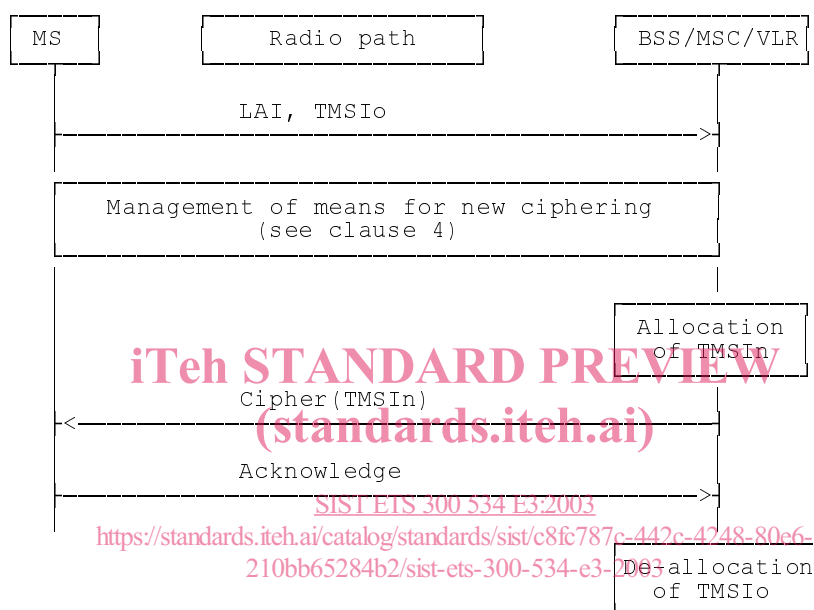 MS Radio path BSS/MSC/VLR
LAI, TMSIo
Management of means for new ciphering
(see clause 4)
Allocation
of TMSIn
iTeh STANDARD PREVIEW
Cipher(TMSIn)
(standards.iteh.ai)
Acknowledge
SIST ETS 300 534 E3:2003
https://standards.iteh.ai/catalog/standards/sist/c8fc787c-442c-4248-80e6-
210bb65284b2/sist-ets-300-534-e3-2003
De-allocation
of TMSIo